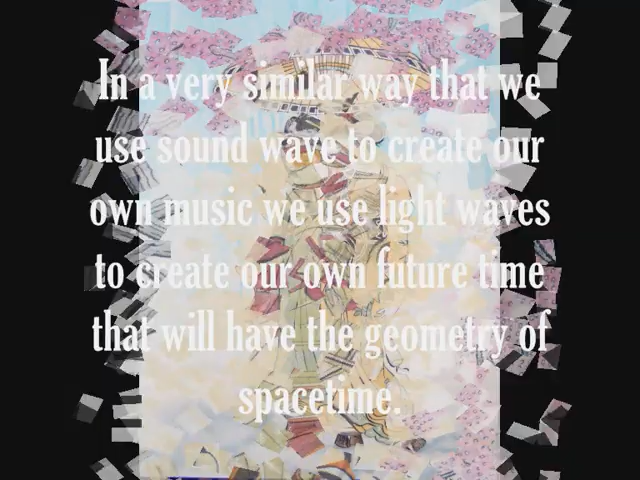 In a very similar way that we
use sound wave to create our
own music we use light waves
to create our own future time
that will have the geometry of
spacetime.